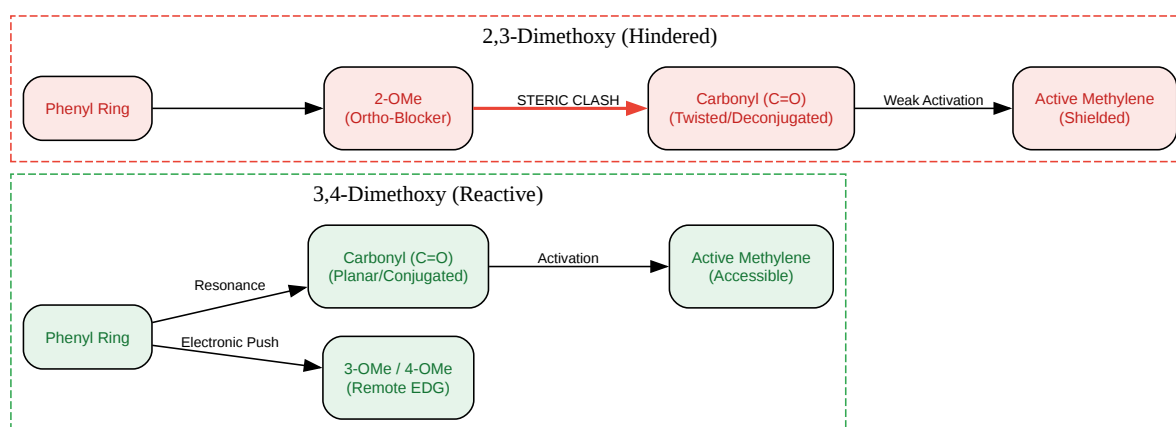 2,3-Dimethoxy (Hindered)
Phenyl Ring
2-OMe
(Ortho-Blocker)
STERIC CLASH
Carbonyl (C=O)
(Twisted/Deconjugated)
Weak Activation
Active Methylene
(Shielded)
3,4-Dimethoxy (Reactive)
Phenyl Ring
Resonance
Electronic Push
Carbonyl (C=O)
(Planar/Conjugated)
Activation
Active Methylene
(Accessible)
3-OMe / 4-OMe
(Remote EDG)